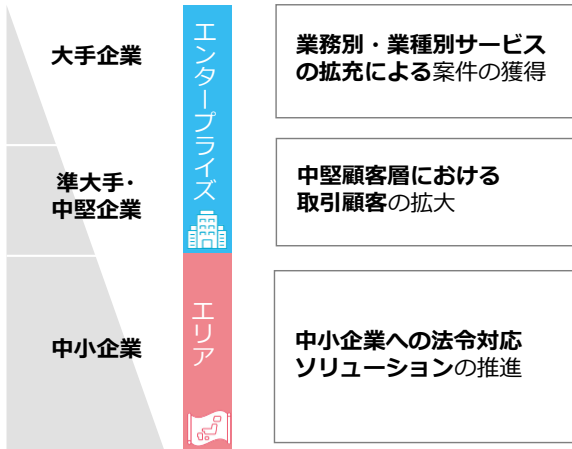 大手企業
準大手・
中堅企業
中小企業
エンタープライズ
エリア
業務別・業種別サービス
の拡充による案件の獲得
中堅顧客層における
取引顧客の拡大
中小企業への法令対応
ソリューションの推進